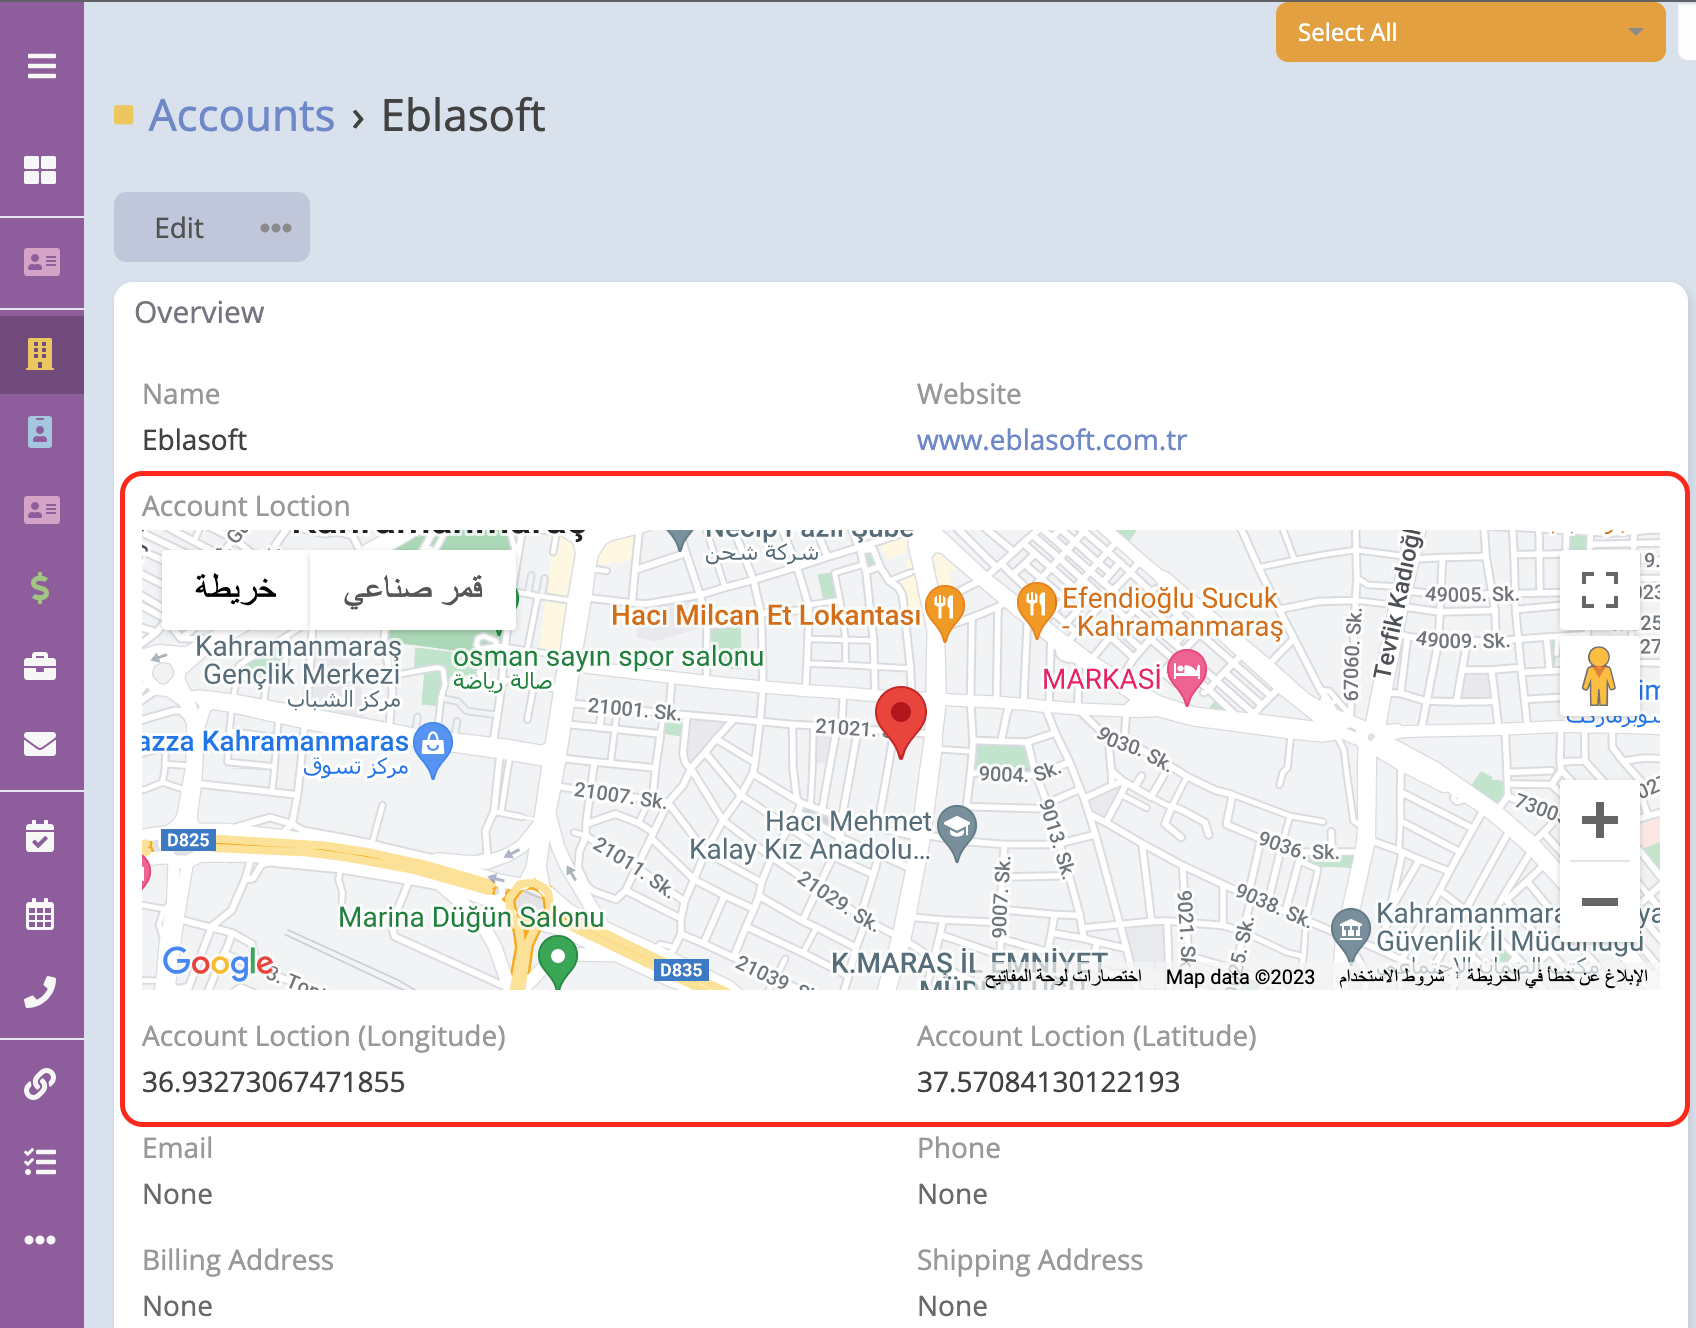 Select All
Accounts › Eblasoft
Edit
Overview
Name
Website
Eblasoft
www.eblasoft.com.tr
Account Loction
Kahramanmaraş
Necip Fazıl Şube
شركة شحن
خريطة
قمر صناعي
Hacı Milcan Et Lokantası
Efendioğlu Sucuk
- Kahramanmaraş
Tevfik Kadıoğl
49005. Sk.
49009. Sk.
67060. Sk.
Kahramanmaraş
Gençlik Merkezi
مركز الشباب
osman sayın spor salonu
صالة رياضة
MARKASİ
21001. Sk.
21021.
azza Kahramanmaras
مركز تسوق
9030. Sk.
9004. Sk.
21007. Sk.
Hacı Mehmet
Kalay Kız Anadolu...
9013. Sk.
7300
D825
21011. Sk.
9036. Sk.
21029. Sk.
9007. Sk.
9021. S
9038. Sk.
Marina Düğün Salonu
Kahramanmara
Güvenlik İl Müdürlüğü
Google
D835
21039
K.MARAŞ İL EMNİYET
اختصارات لوحة المفاتيح
Map data ©2023
شروط الاستخدام
الإبلاغ عن خطأ في الخريطة
Account Loction (Longitude)
Account Loction (Latitude)
36.93273067471855
37.57084130122193
Email
Phone
None
None
Billing Address
Shipping Address
None
None